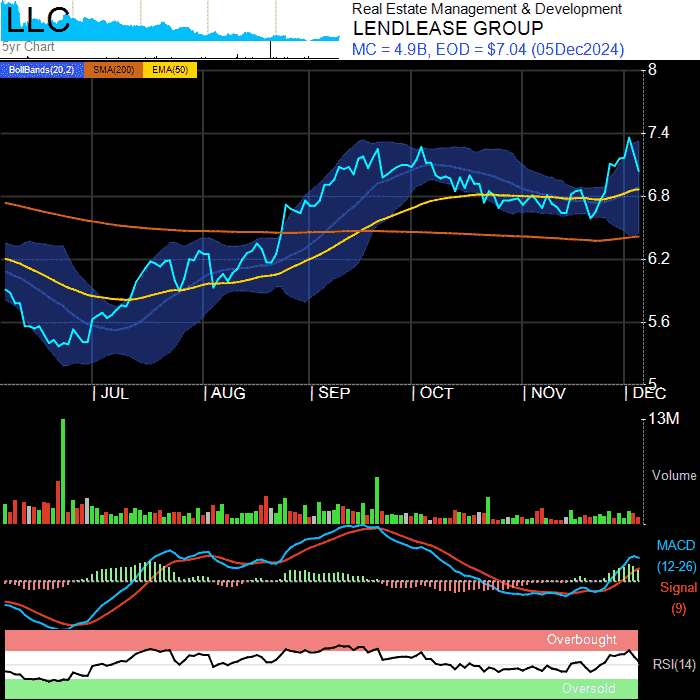 LLC
5yr Chart
Real Estate Management & Development
LENDLEASE GROUP
MC = 4.9B, EOD = $7.04 (05Dec2024)
BollBands(20,2) SMA(200) EMA(50)
8
7.4
6.8
6.2
5.6
5
JUL AUG SEP OCT NOV DEC
13M
Volume
MACD
(12-26)
Signal
(9)
Overbought
RSI(14)
Oversold